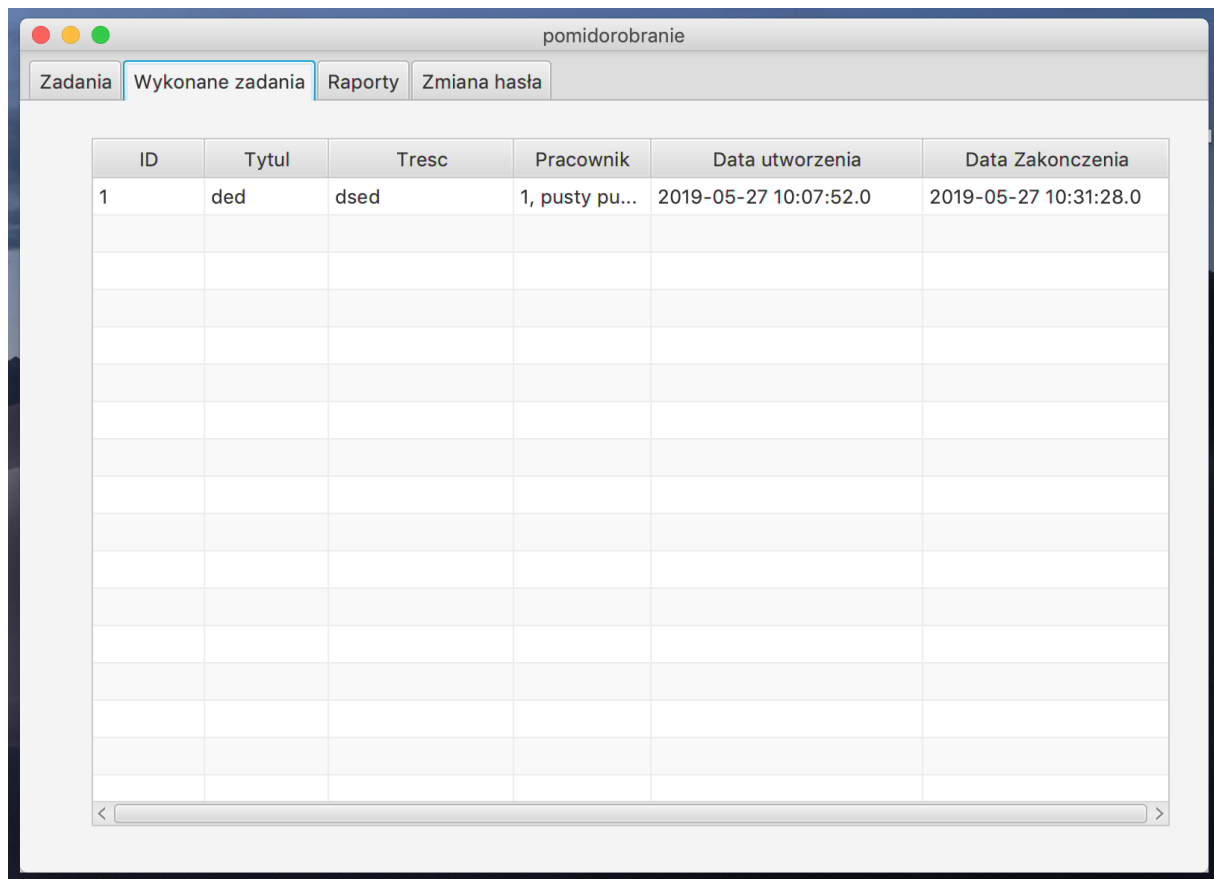 pomidorobranie
Zadania Wykonane zadania Raporty Zmiana hasła
ID Tytul Tresc Pracownik Data utworzenia Data Zakonczenia
1 ded dsed 1, pusty pu... 2019-05-27 10:07:52.0 2019-05-27 10:31:28.0